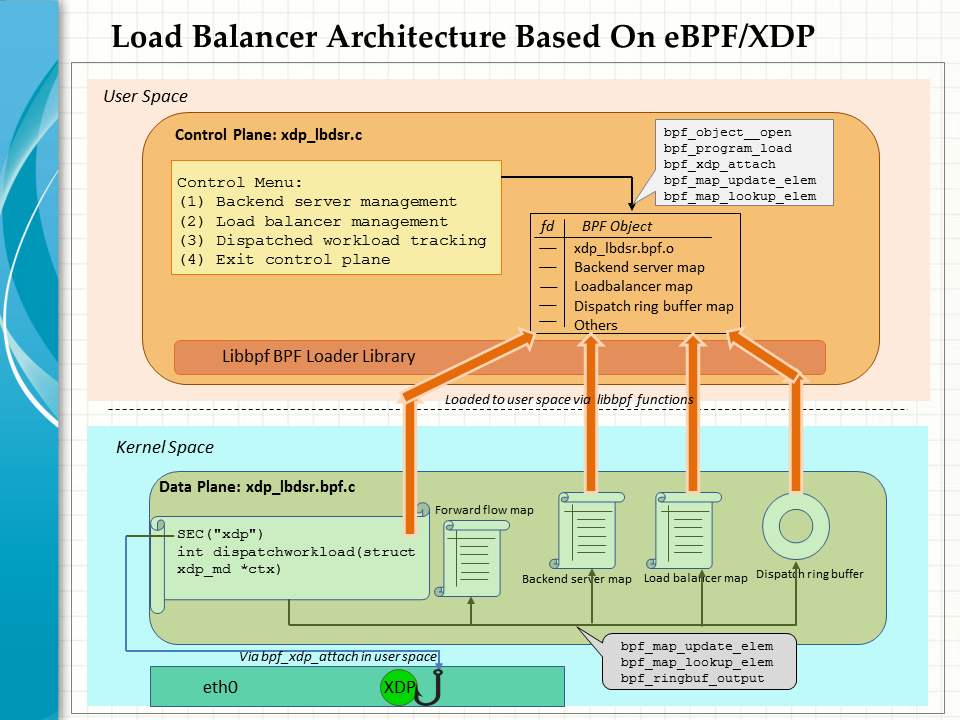 Load Balancer Architecture Based On eBPF/XDP
User Space
Control Plane: xdp_lbdsr.c
bpf_object__open
bpf_program_load
bpf_xdp_attach
bpf_map_update_elem
bpf_map_lookup_elem
Control Menu:
(1) Backend server management
(2) Load balancer management
(3) Dispatched workload tracking
(4) Exit control plane
fd BPF Object
xdp_lbdsr.bpf.o
Backend server map
Loadbalancer map
Dispatch ring buffer map
Others
Libbpf BPF Loader Library
Loaded to user space via libbpf functions
Kernel Space
Data Plane: xdp_lbdsr.bpf.c
SEC("xdp")
int dispatchworkload(struct
xdp_md *ctx)
Forward flow map
Backend server map
Load balancer map
Dispatch ring buffer
bpf_map_update_elem
bpf_map_lookup_elem
bpf_ringbuf_output
Via bpf_xdp_attach in user space
eth0
XDP